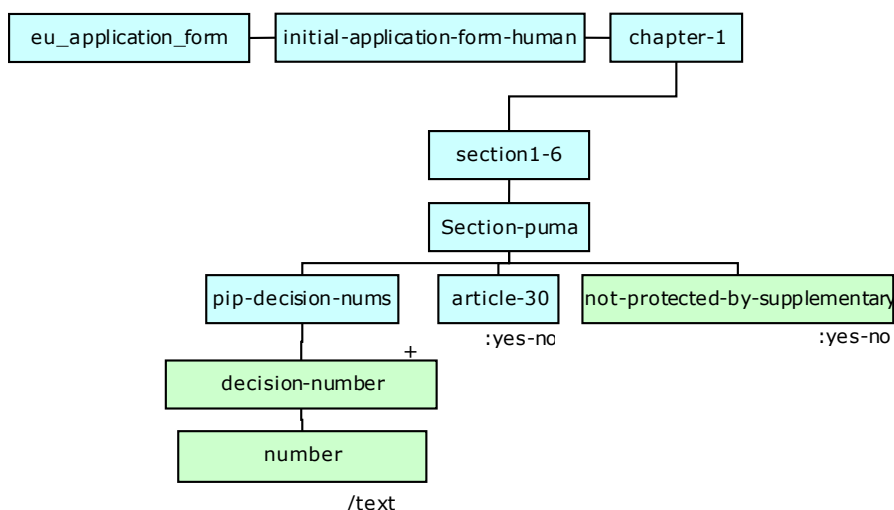 eu_application_form initial-application-form-human chapter-1
section1-6
Section-puma
pip-decision-nums article-30 not-protected-by-supplementary
:yes-no :yes-no
+
decision-number
number
/text